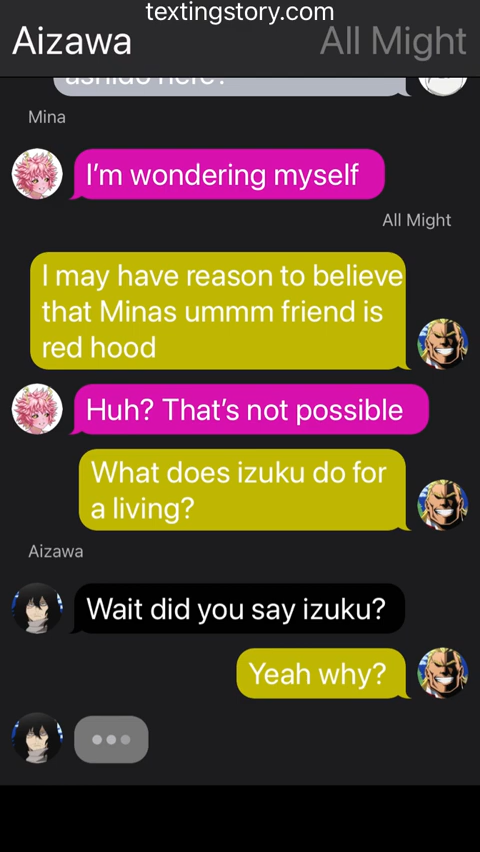 textingstory.com
Aizawa
All Might
ashido here?
Mina
I'm wondering myself
All Might
I may have reason to believe
that Minas ummm friend is
red hood
Huh? That's not possible
What does izuku do for
a living?
Aizawa
Wait did you say izuku?
Yeah why?